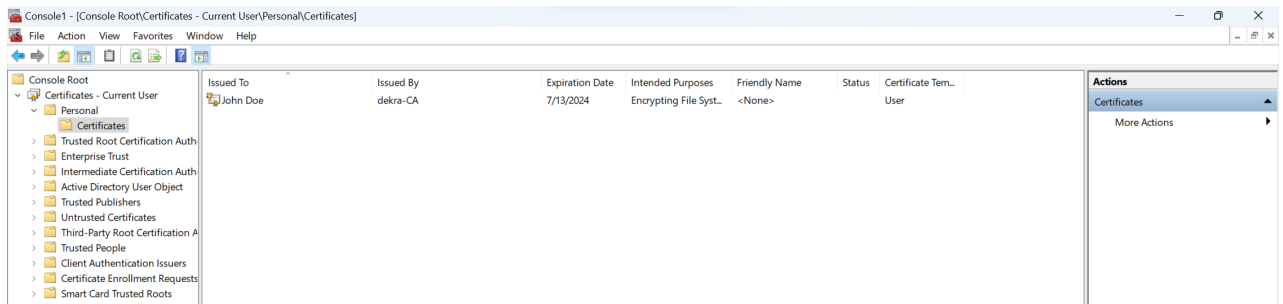 Console1 - [Console Root\Certificates - Current User\Personal\Certificates]
File Action View Favorites Window Help
Console Root
Certificates - Current User
Personal
Certificates
Trusted Root Certification Auth
Enterprise Trust
Intermediate Certification Auth
Active Directory User Object
Trusted Publishers
Untrusted Certificates
Third-Party Root Certification A
Trusted People
Client Authentication Issuers
Certificate Enrollment Requests
Smart Card Trusted Roots
Issued To Issued By Expiration Date Intended Purposes Friendly Name Status Certificate Tem...
John Doe dekra-CA 7/13/2024 Encrypting File Syst... <None> User
Actions
Certificates
More Actions